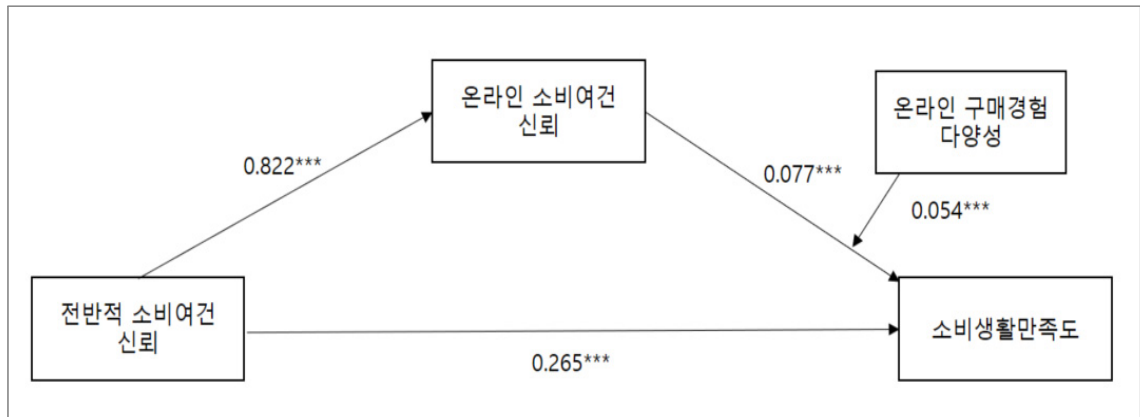 온라인 소비여건
신뢰
온라인 구매경험
다양성
0.822***
0.077***
0.054***
전반적 소비여건
신뢰
소비생활만족도
0.265***